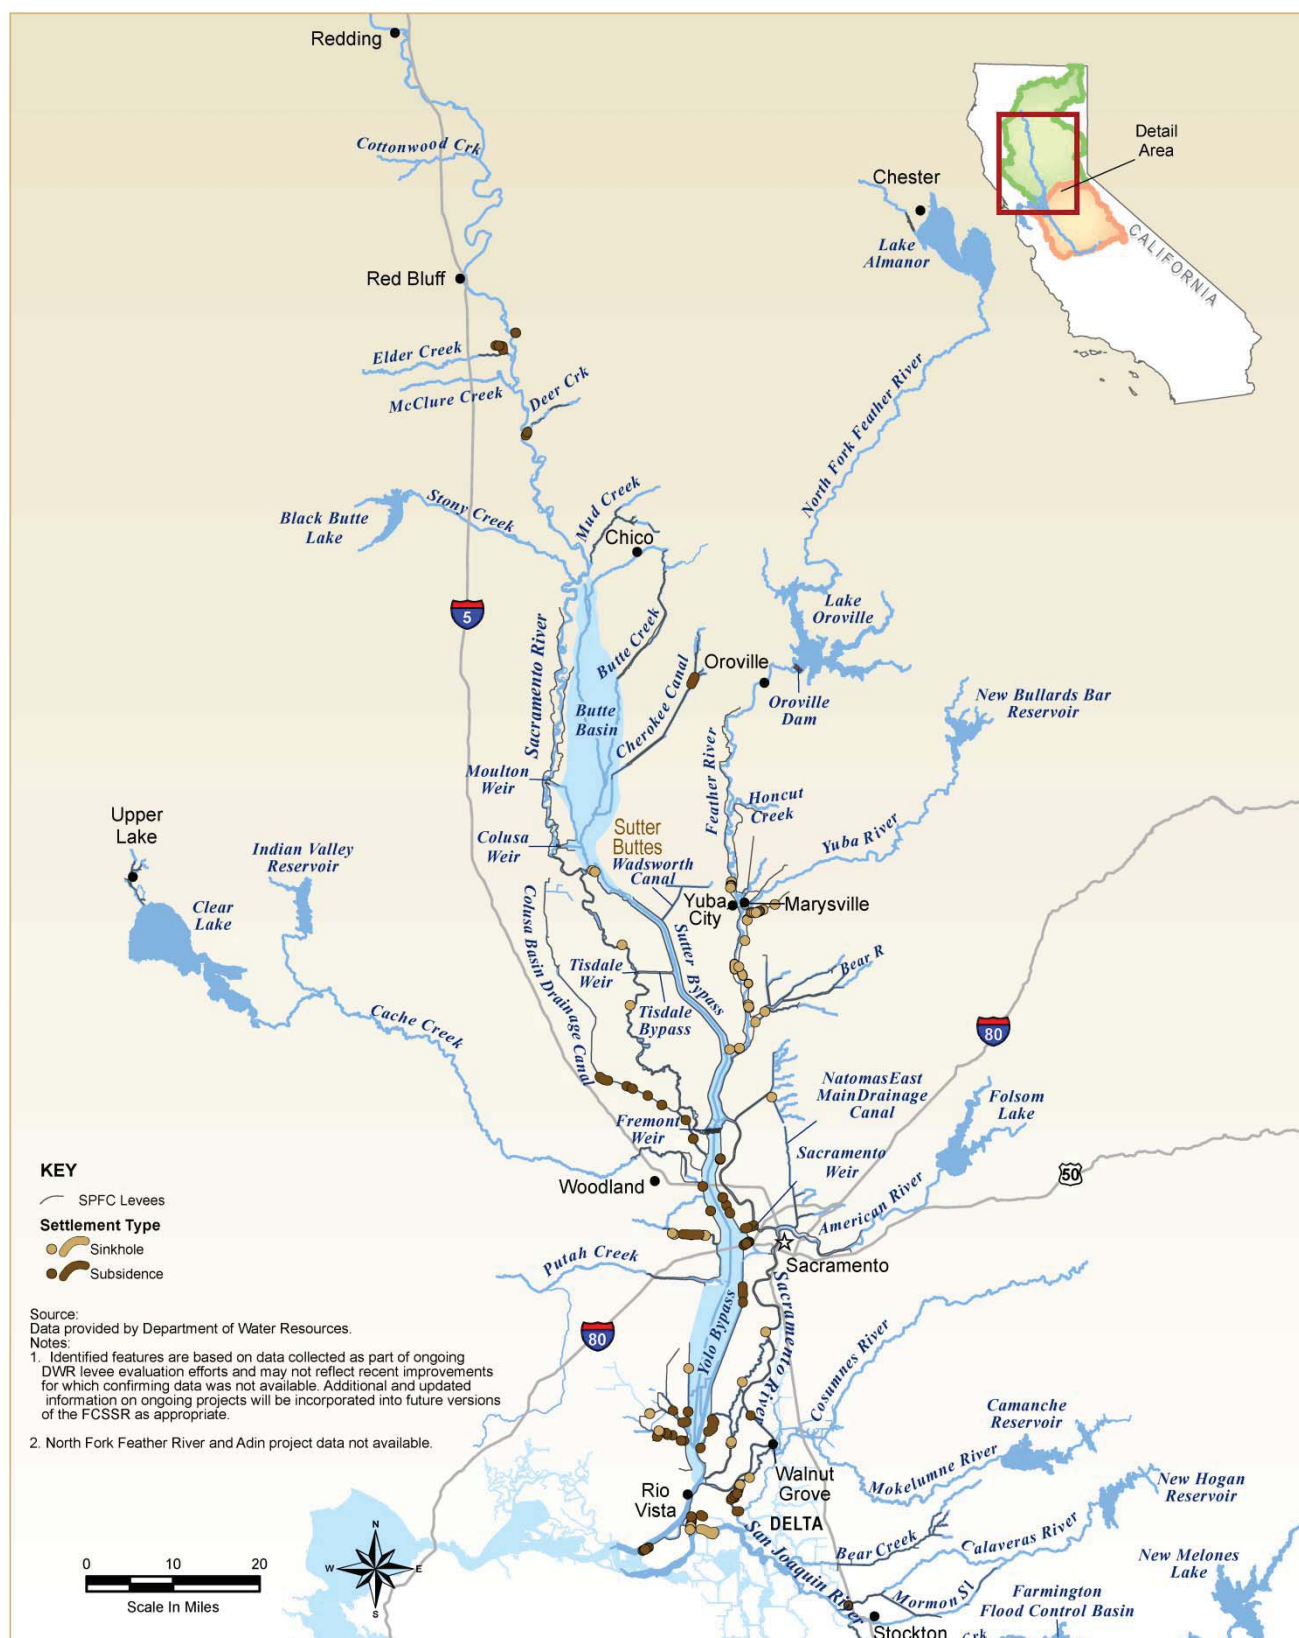 Redding
Cottonwood Crk
Detail
Area
Chester
CALIFORNIA
Lake
Almanor
Red Bluff
Elder Creek
McClure Creek
Deer Crk
North Fork Feather River
Mud Creek
Stony Creek
Black Butte
Lake
Chico
5
Lake
Oroville
Sacramento River
Butte Creek
Oroville
Cherokee Canal
Oroville
Dam
New Bullards Bar
Reservoir
Butte
Basin
Feather River
Moulton
Weir
Honcut
Creek
Upper
Lake
Sutter
Buttes
Colusa
Weir
Yuba River
Indian Valley
Reservoir
Wadsworth
Canal
Yuba
City
Marysville
Clear
Lake
Colusa Basin Drainage Canal
Sutter Bypass
Tisdale
Weir
Bear R
Tisdale
Bypass
Cache Creek
80
NatomasEast
MainDrainage
Canal
Folsom
Lake
Fremont
Weir
Sacramento
Weir
KEY
SPFC Levees
Settlement Type
Sinkhole
Subsidence
Woodland
50
American River
Putah Creek
Sacramento
Source:
Data provided by Department of Water Resources.
Notes:
1. Identified features are based on data collected as part of ongoing
DWR levee evaluation efforts and may not reflect recent improvements
for which confirming data was not available. Additional and updated
information on ongoing projects will be incorporated into future versions
of the FCSSR as appropriate.
2. North Fork Feather River and Adin project data not available.
80
Yolo Bypass
Sacramento River
Cosumnes River
Camanche
Reservoir
Mokelumne River
Walnut
Grove
New Hogan
Reservoir
Rio
Vista
DELTA
San Joaquin River
Bear Creek
Calaveras River
New Melones
Lake
Mormon Sl
Farmington
Flood Control Basin
Stockton
Crk
N
W
E
S
0
10
20
Scale In Miles